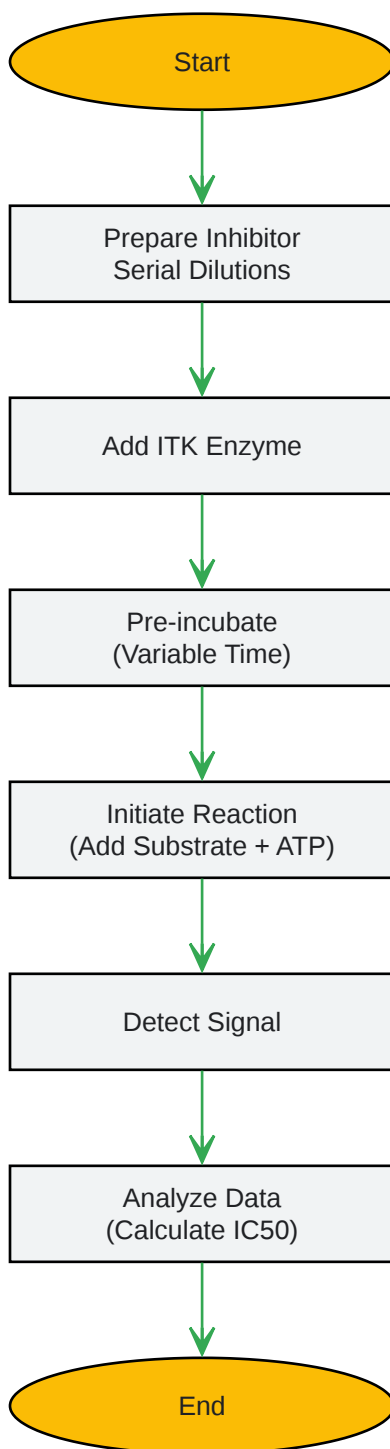 Start
Prepare Inhibitor
Serial Dilutions
Add ITK Enzyme
Pre-incubate
(Variable Time)
Initiate Reaction
(Add Substrate + ATP)
Detect Signal
Analyze Data
(Calculate IC50)
End